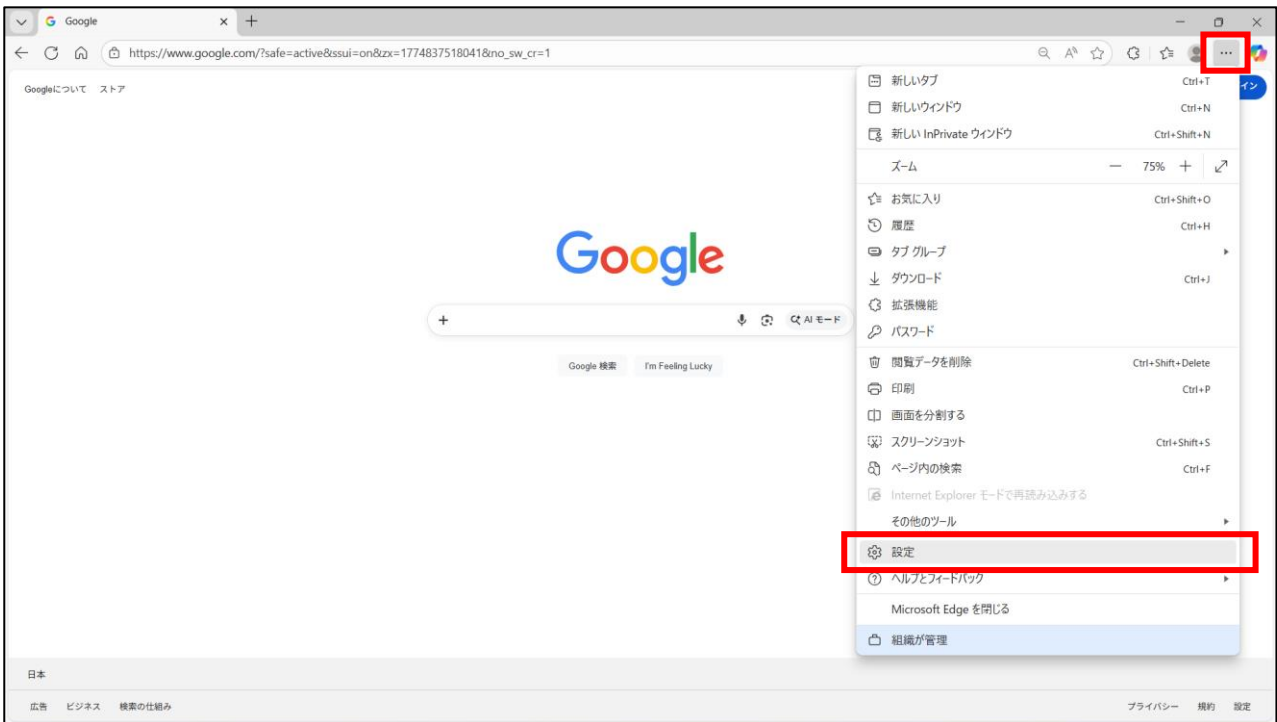 Google
https://www.google.com/?safe=active&ssui=on&zx=1774837518041&no_sw_cr=1
Googleについて ストア
イン
新しいタブ Ctrl+T
新しいウィンドウ Ctrl+N
新しい InPrivate ウィンドウ Ctrl+Shift+N
ズーム 75%
お気に入り Ctrl+Shift+O
履歴 Ctrl+H
タブ グループ
ダウンロード Ctrl+J
拡張機能
パスワード
閲覧データを削除 Ctrl+Shift+Delete
印刷 Ctrl+P
画面を分割する
スクリーンショット Ctrl+Shift+S
ページ内の検索 Ctrl+F
Internet Explorer モードで再読み込みする
その他のツール
設定
ヘルプとフィードバック
Microsoft Edge を閉じる
組織が管理
Google
AI モード
Google 検索 I'm Feeling Lucky
日本
広告 ビジネス 検索の仕組み プライバシー 規約 設定